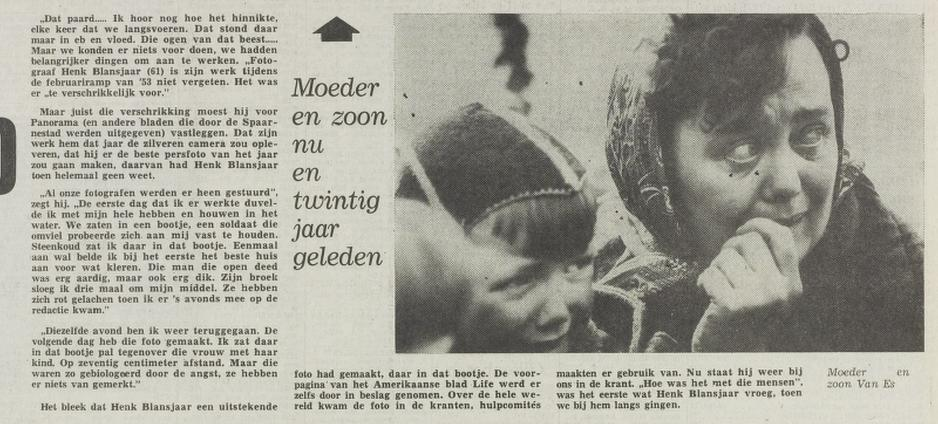 „Dat paard..... Ik hoor nog hoe het hinnikte,
elke keer dat we langsvoeren. Dat stond daar
maar in eb en vloed. Die ogen van dat beest.....
Maar we konden er niets voor doen, we hadden
belangrijker dingen om aan te werken. „Foto-
graaf Henk Blansjaar (61) is zijn werk tijdens
de februariramp van '53 niet vergeten. Het was
er „te verschrikkelijk voor."
Maar juist die verschrikking moest hij voor
Panorama (en andere bladen die door de Spaar-
nestad werden uitgegeven) vastleggen. Dat zijn
werk hem dat jaar de zilveren camera zou ople-
veren, dat hij er de beste persfoto van het jaar
zou gaan maken, daarvan had Henk Blansjaar
toen helemaal geen weet.
„Al onze fotografen werden er heen gestuurd",
zegt hij. „De eerste dag dat ik er werkte duvel-
de ik met mijn hele hebben en houwen in het
water. We zaten in een bootje, een soldaat die
omviel probeerde zich aan mij vast te houden.
Steenkoud zat ik daar in dat bootje. Eenmaal
aan wal belde ik bij het eerste het beste huis
aan voor wat kleren. Die man die open deed
was erg aardig, maar ook erg dik. Zijn broek
sloeg ik drie maal om mijn middel. Ze hebben
zich rot gelachen toen ik er 's avonds mee op de
redactie kwam."
„Diezelfde avond ben ik weer teruggegaan. De
volgende dag heb die foto gemaakt. Ik zat daar
in dat bootje pal tegenover die vrouw met haar
kind. Op zeventig centimeter afstand. Maar die
waren zo gebiologeerd door de angst, ze hebben
er niets van gemerkt."
Het bleek dat Henk Blansjaar een uitstekende
Moeder
en zoon
nu
en
twintig
jaar
geleden
foto had gemaakt, daar in dat bootje. De voor-
pagina van het Amerikaanse blad Life werd er
zelfs door in beslag genomen. Over de hele we-
reld kwam de foto in de kranten, hulpcomités
maakten er gebruik van. Nu staat hij weer bij
ons in de krant. „Hoe was het met die mensen",
was het eerste wat Henk Blansjaar vroeg, toen
we bij hem langs gingen.
Moeder en
zoon Van Es